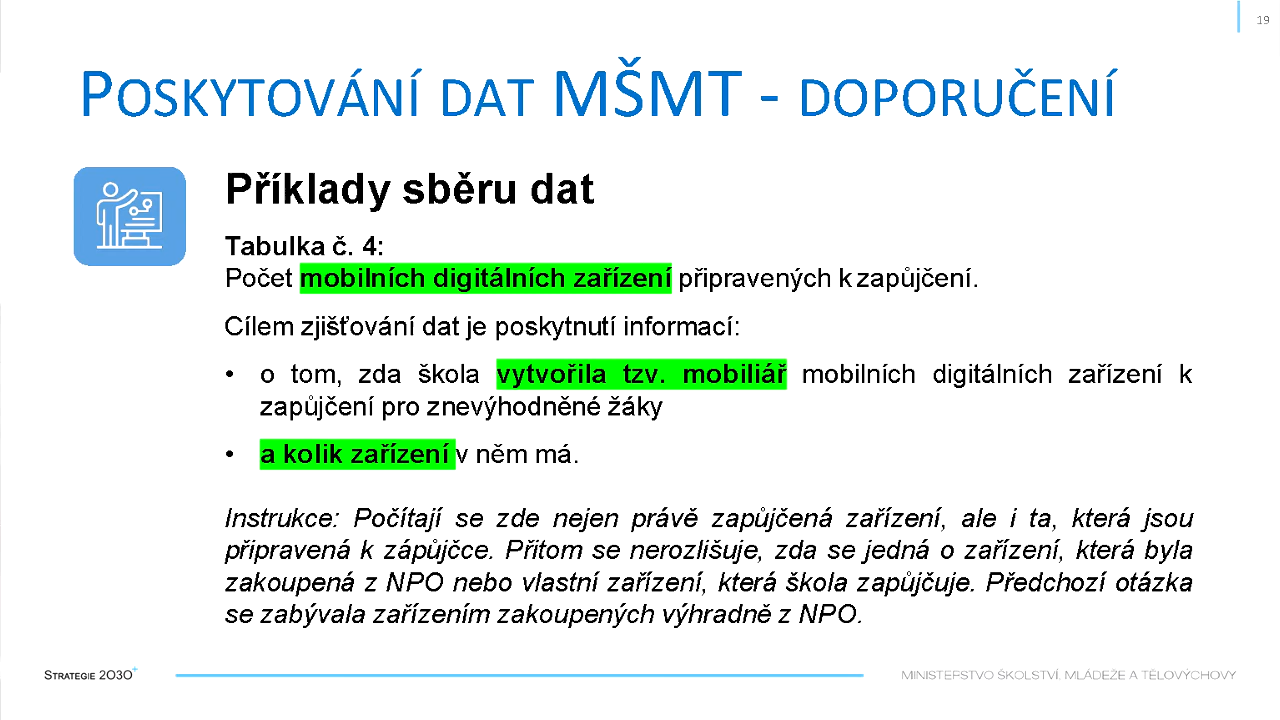 19
POSKYTOVÁNÍ DAT MŠMT - DOPORUČENÍ
Příklady sběru dat
Tabulka č. 4:
Počet mobilních digitálních zařízení připravených k zapůjčení.
Cílem zjišťování dat je poskytnutí informací:
• o tom, zda škola vytvořila tzv. mobiliář mobilních digitálních zařízení k
zapůjčení pro znevýhodněné žáky
• a kolik zařízení v něm má.
Instrukce: Počítají se zde nejen právě zapůjčená zařízení, ale i ta, která jsou
připravená k zápůjčce. Přitom se nerozlišuje, zda se jedná o zařízení, která byla
zakoupená z NPO nebo vlastní zařízení, která škola zapůjčuje. Předchozí otázka
se zabývala zařízením zakoupených výhradně z NPO.
STRATEGIE 2030+
MINISTERSTVO ŠKOLSTVÍ, MLÁDEŽE A TĚLOVÝCHOVY